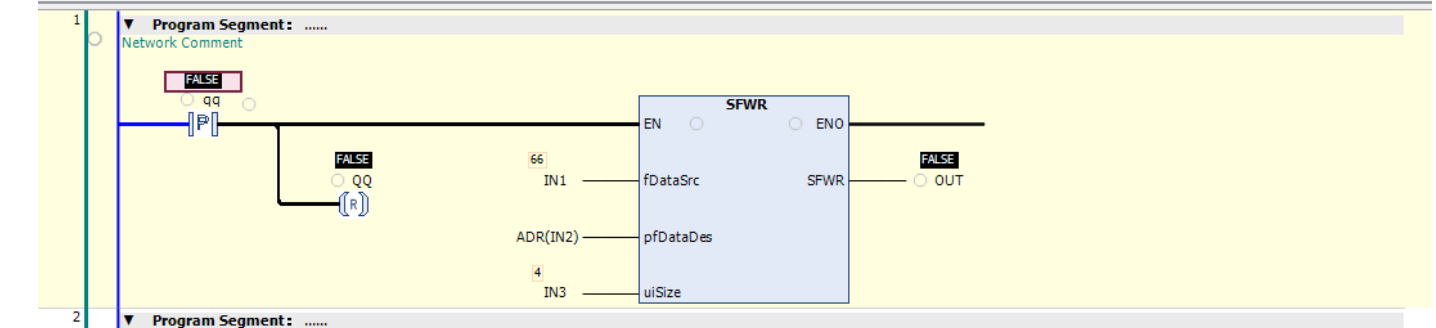 1
▼ Program Segment: ......
Network Comment
FALSE
qq
P
SFWR
EN
ENO
FALSE
QQ
R
66
IN1
fDataSrc
SFWR
FALSE
OUT
ADR(IN2)
pfDataDes
4
IN3
uiSize
2
▼ Program Segment: ......